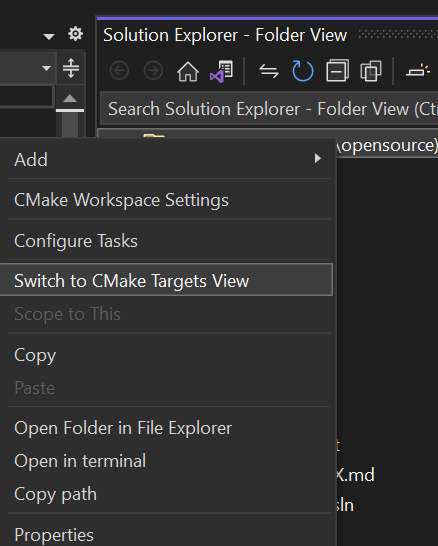 Solution Explorer - Folder View
Search Solution Explorer - Folder View (Ct
\opensource)
Add
CMake Workspace Settings
Configure Tasks
Switch to CMake Targets View
Scope to This
Copy
Paste
Open Folder in File Explorer
Open in terminal
X.md
Copy path
sln
Properties